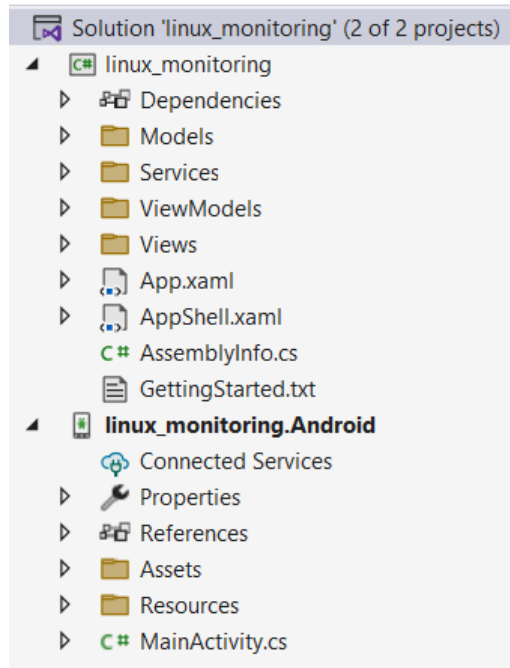 Solution 'linux_monitoring' (2 of 2 projects)
C# linux_monitoring
Dependencies
Models
Services
ViewModels
Views
App.xaml
AppShell.xaml
C# AssemblyInfo.cs
GettingStarted.txt
linux_monitoring.Android
Connected Services
Properties
References
Assets
Resources
C# MainActivity.cs